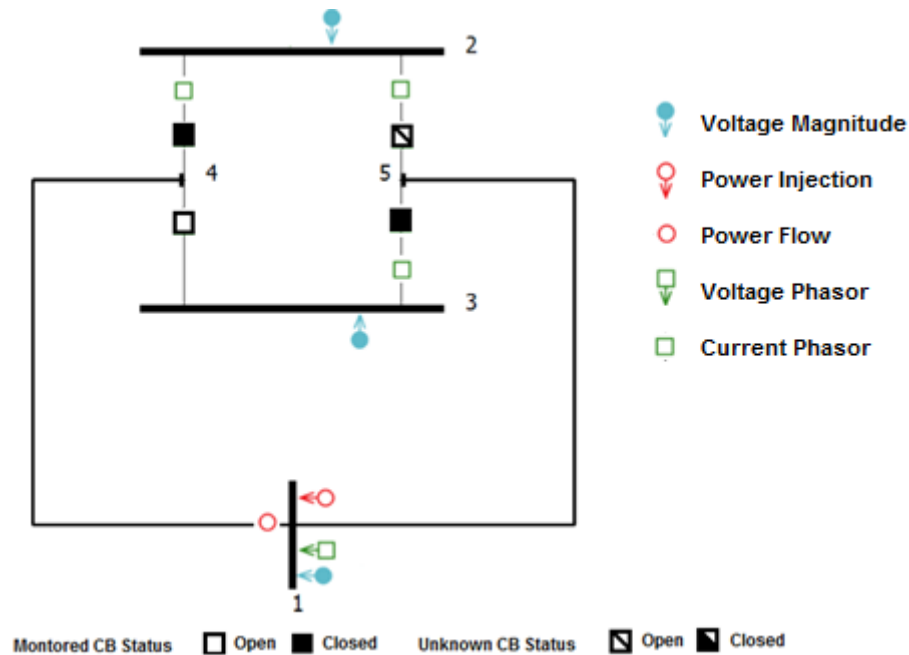 2
Voltage Magnitude
4
5
Power Injection
Power Flow
Voltage Phasor
3
Current Phasor
1
Montored CB Status Open Closed Unknown CB Status Open Closed